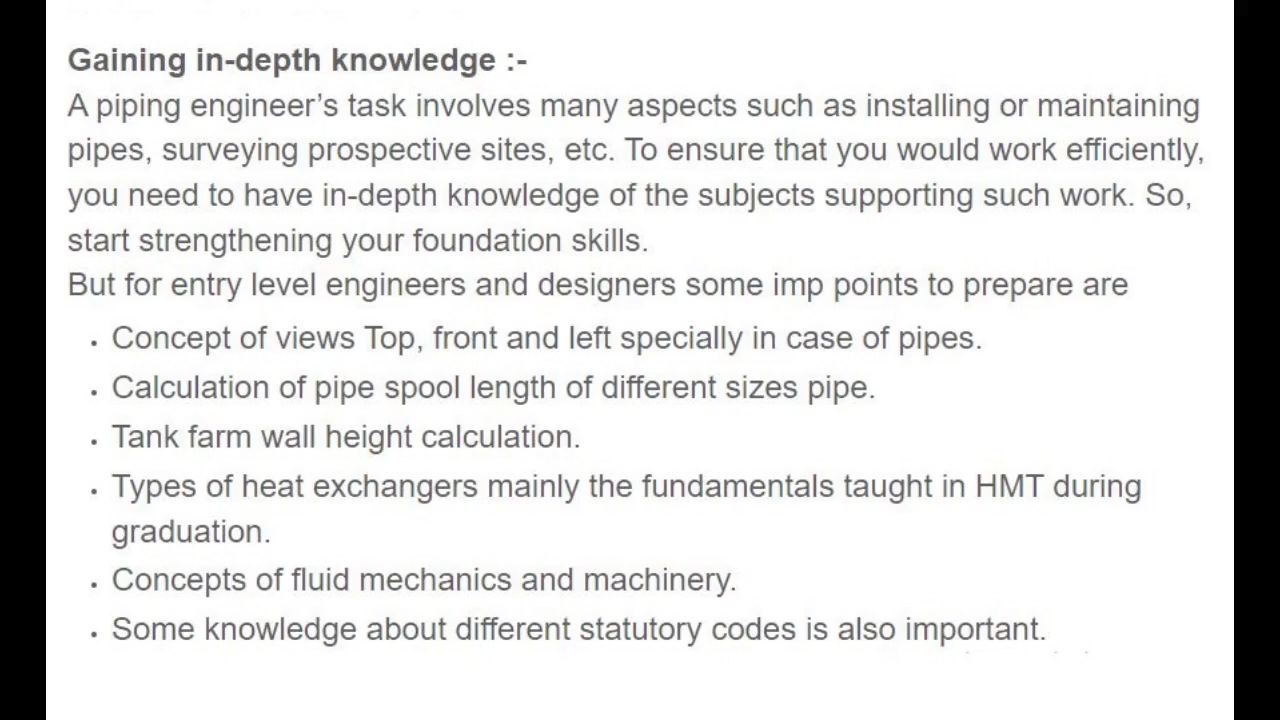 Gaining in-depth knowledge :-
A piping engineer’s task involves many aspects such as installing or maintaining
pipes, surveying prospective sites, etc. To ensure that you would work efficiently,
you need to have in-depth knowledge of the subjects supporting such work. So,
start strengthening your foundation skills.
But for entry level engineers and designers some imp points to prepare are
• Concept of views Top, front and left specially in case of pipes.
• Calculation of pipe spool length of different sizes pipe.
• Tank farm wall height calculation.
• Types of heat exchangers mainly the fundamentals taught in HMT during
graduation.
• Concepts of fluid mechanics and machinery.
• Some knowledge about different statutory codes is also important.